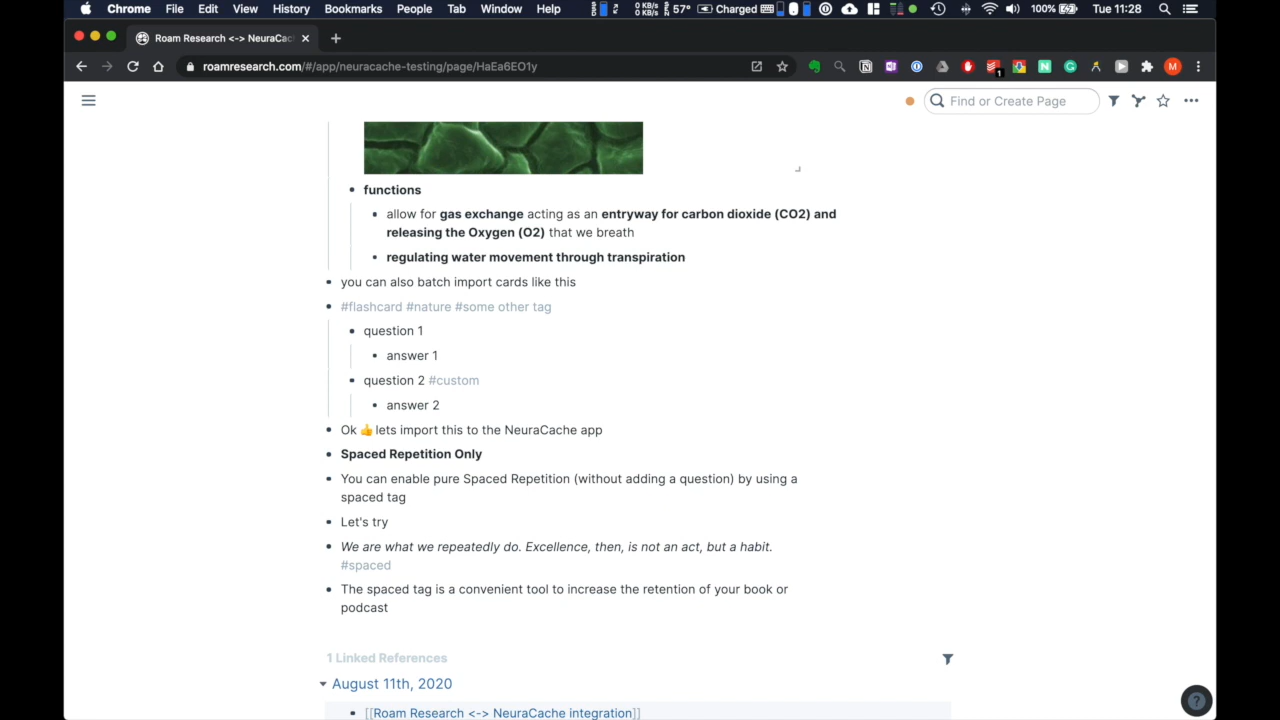 Chrome File Edit View History Bookmarks People Tab Window Help 0 KB/s 0 KB/s 57° Charged 100% Tue 11:28
Roam Research <-> NeuraCac
roamresearch.com/#/app/neuracache-testing/page/HaEa6EO1y
Find or Create Page
functions
allow for gas exchange acting as an entryway for carbon dioxide (CO2) and
releasing the Oxygen (O2) that we breath
regulating water movement through transpiration
you can also batch import cards like this
#flashcard #nature #some other tag
question 1
answer 1
question 2 #custom
answer 2
Ok 👍 lets import this to the NeuraCache app
Spaced Repetition Only
You can enable pure Spaced Repetition (without adding a question) by using a
spaced tag
Let's try
We are what we repeatedly do. Excellence, then, is not an act, but a habit.
#spaced
The spaced tag is a convenient tool to increase the retention of your book or
podcast
1 Linked References
August 11th, 2020
[[Roam Research <-> NeuraCache integration]]